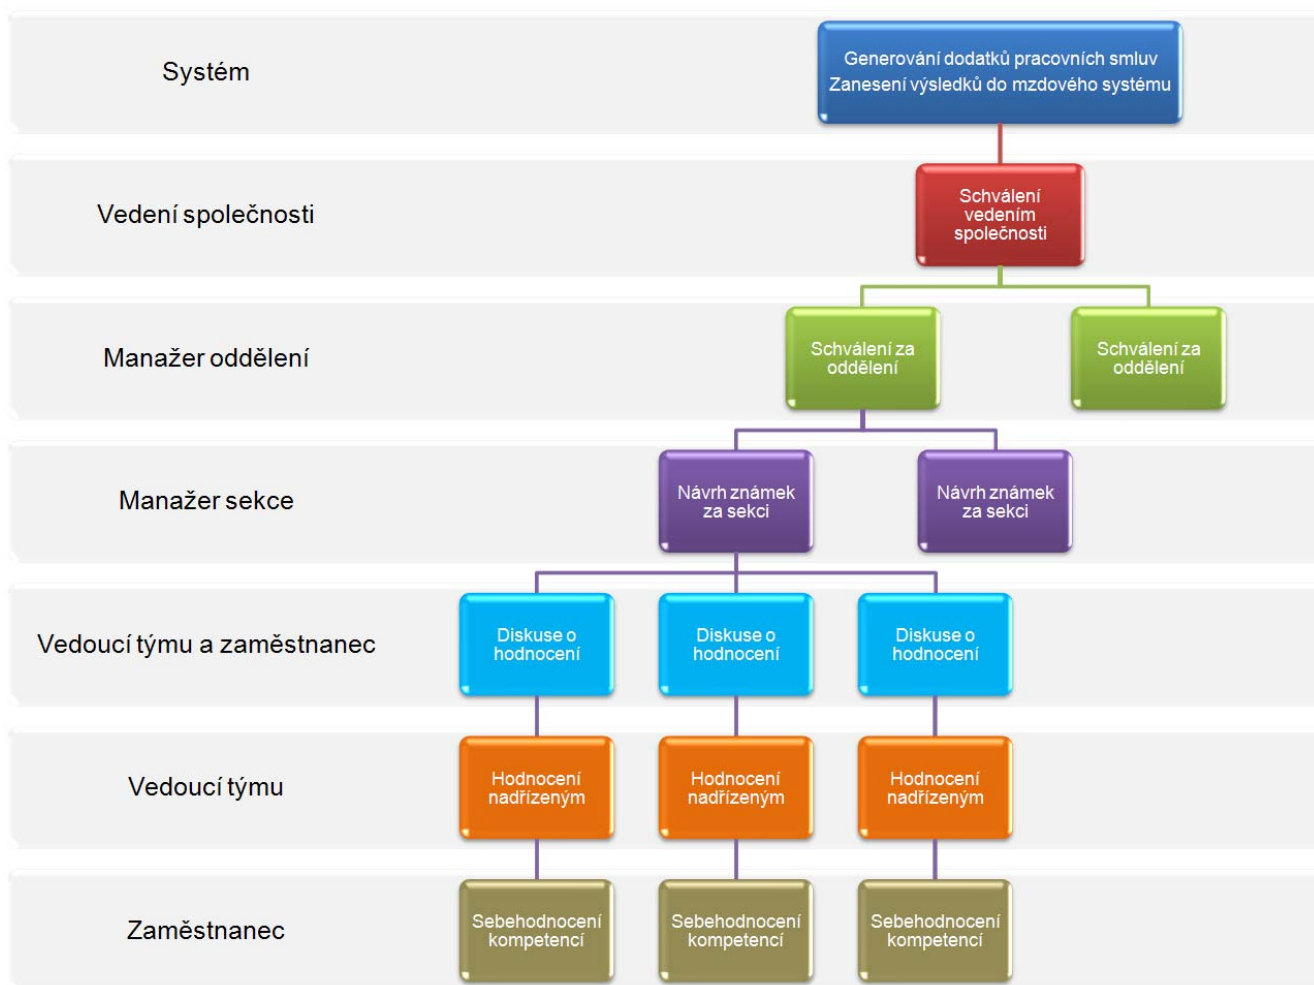 Systém
Generování dodatků pracovních smluv
Zanesení výsledků do mzdového systému
Vedení společnosti
Schválení
vedením
společnosti
Manažer oddělení
Schválení za
oddělení
Schválení za
oddělení
Manažer sekce
Návrh známek
za sekci
Návrh známek
za sekci
Vedoucí týmu a zaměstnanec
Diskuse o
hodnocení
Diskuse o
hodnocení
Diskuse o
hodnocení
Vedoucí týmu
Hodnocení
nadřízeným
Hodnocení
nadřízeným
Hodnocení
nadřízeným
Zaměstnanec
Sebehodnocení
kompetencí
Sebehodnocení
kompetencí
Sebehodnocení
kompetencí